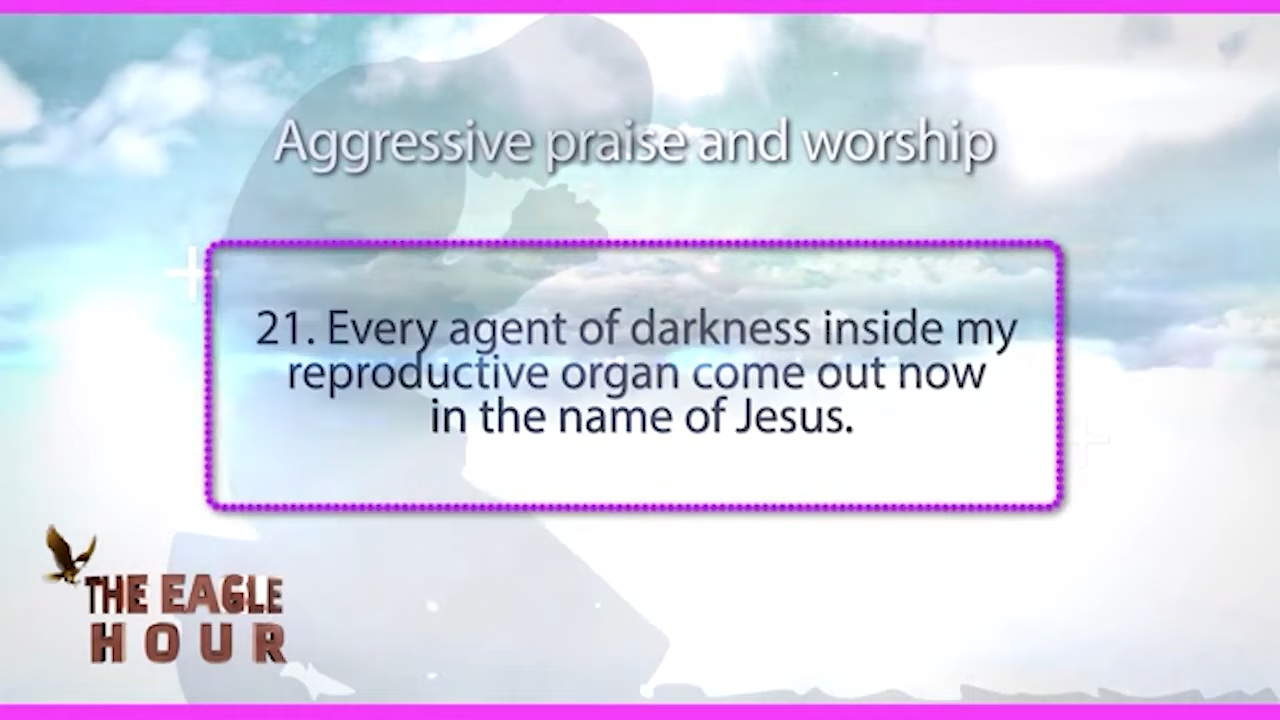 Aggressive praise and worship
21. Every agent of darkness inside my
reproductive organ come out now
in the name of Jesus.
THE EAGLE
HOUR